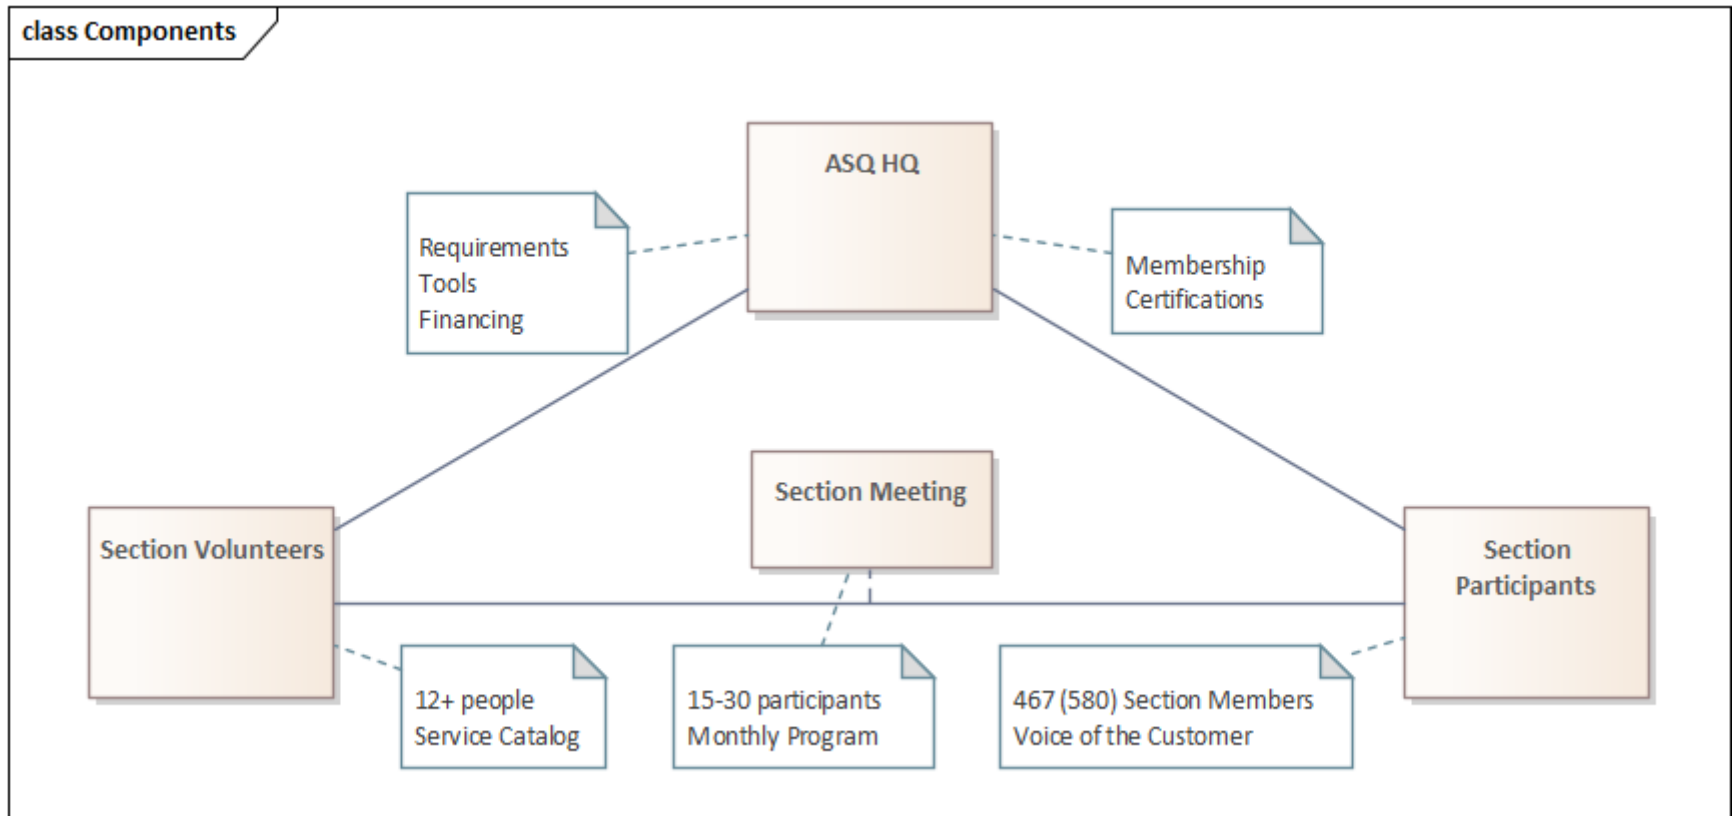 class Components
ASQ HQ
Requirements
Tools
Financing
Membership
Certifications
Section Meeting
Section Volunteers
Section
Participants
12+ people
Service Catalog
15-30 participants
Monthly Program
467 (580) Section Members
Voice of the Customer